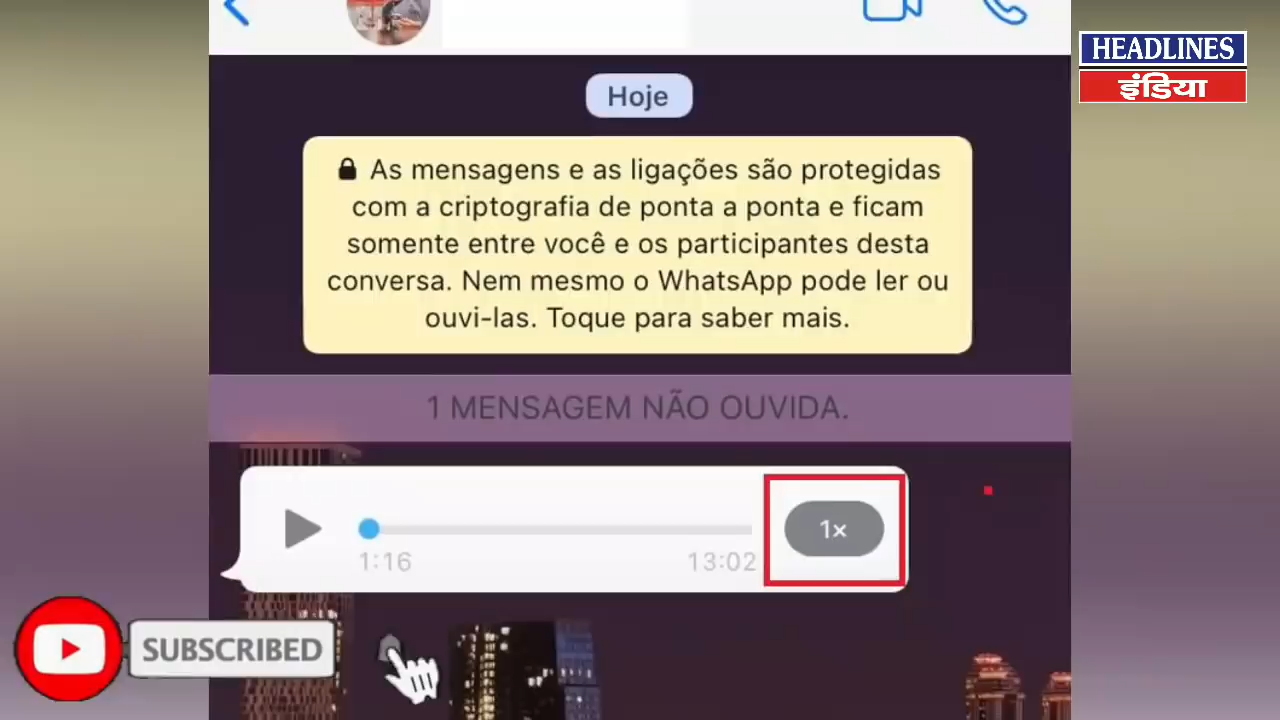 HEADLINES
इंडिया
Hoje
As mensagens e as ligações são protegidas
com a criptografia de ponta a ponta e ficam
somente entre você e os participantes desta
conversa. Nem mesmo o WhatsApp pode ler ou
ouvi-las. Toque para saber mais.
1 MENSAGEM NÃO OUVIDA.
1×
1:16
13:02
SUBSCRIBED